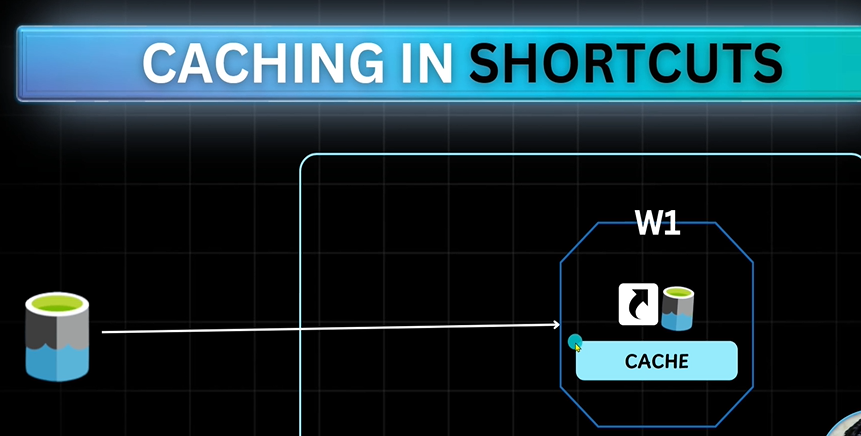 CACHING IN SHORTCUTS
W1
CACHE